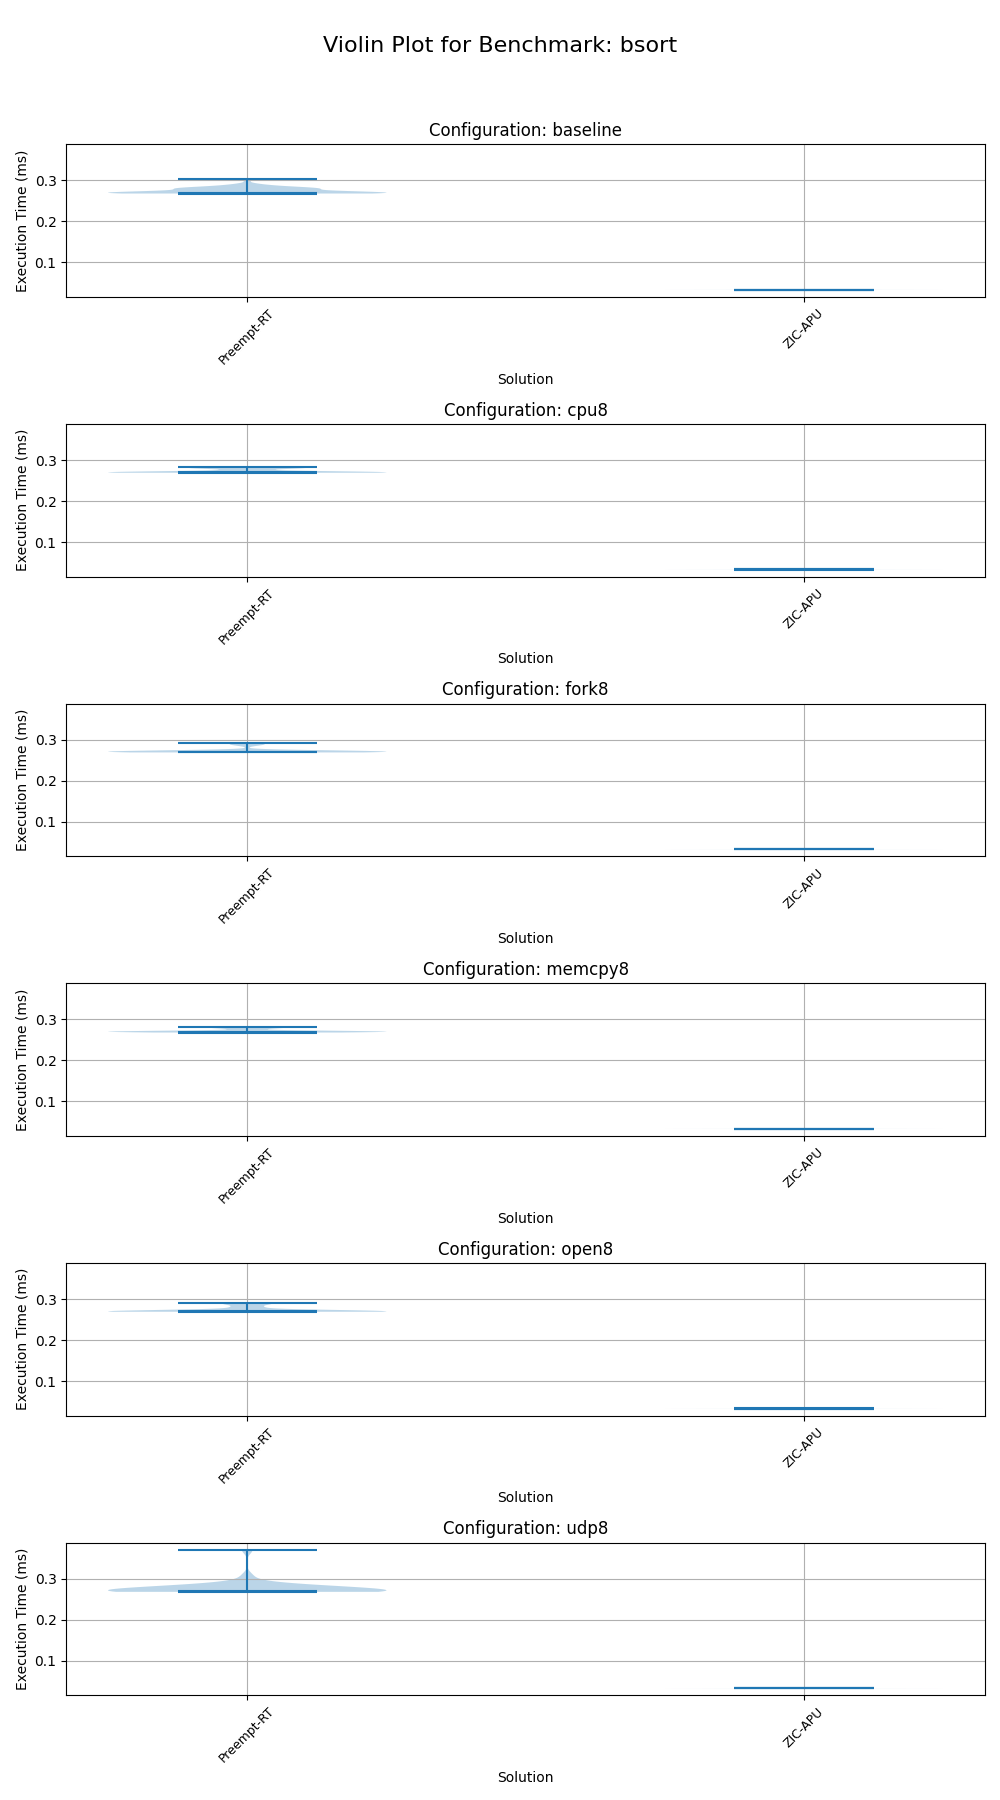 Violin Plot for Benchmark: bsort
Configuration: baseline
Execution Time (ms)
0.3
0.2
0.1
Preempt-RT
ZIC-APU
Solution
Configuration: cpu8
Execution Time (ms)
0.3
0.2
0.1
Preempt-RT
ZIC-APU
Solution
Configuration: fork8
Execution Time (ms)
0.3
0.2
0.1
Preempt-RT
ZIC-APU
Solution
Configuration: memcpy8
Execution Time (ms)
0.3
0.2
0.1
Preempt-RT
ZIC-APU
Solution
Configuration: open8
Execution Time (ms)
0.3
0.2
0.1
Preempt-RT
ZIC-APU
Solution
Configuration: udp8
Execution Time (ms)
0.3
0.2
0.1
Preempt-RT
ZIC-APU
Solution